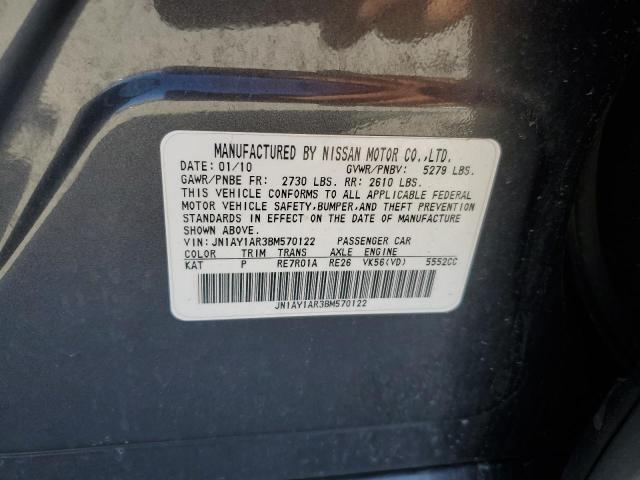 MANUFACTURED BY NISSAN MOTOR CO.,LTD.
DATE: 01/10 GVWR/PNBV: 5279 LBS.
GAWR/PNBE FR: 2730 LBS. RR: 2610 LBS.
THIS VEHICLE CONFORMS TO ALL APPLICABLE FEDERAL
MOTOR VEHICLE SAFETY,BUMPER,AND THEFT PREVENTION
STANDARDS IN EFFECT ON THE DATE OF MANUFACTURE
SHOWN ABOVE.
VIN: JN1AY1AR3BM570122 PASSENGER CAR
COLOR TRIM TRANS AXLE ENGINE
KAT P RE7R01A RE26 VK56(VD) 5552CC
JN1AY1AR3BM570122